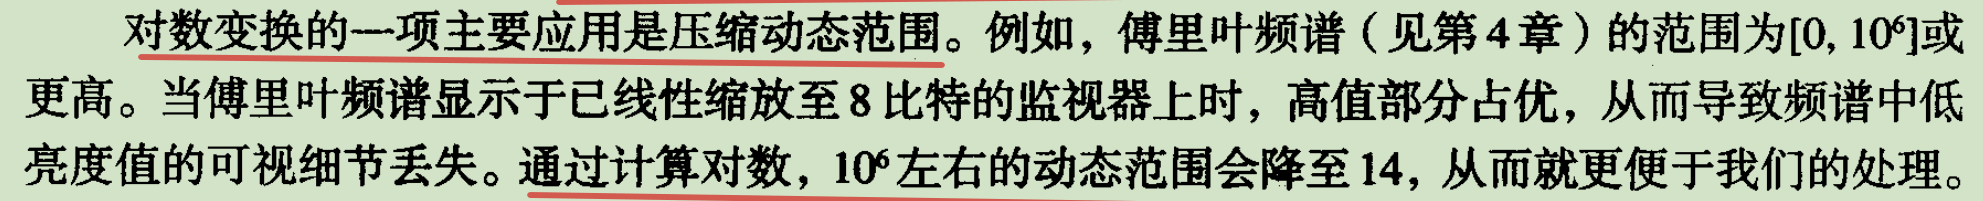 对数变换的一项主要应用是压缩动态范围。例如，傅里叶频谱（见第4章）的范围为[0, 10⁶]或
更高。当傅里叶频谱显示于已线性缩放至8比特的监视器上时，高值部分占优，从而导致频谱中低
亮度值的可视细节丢失。通过计算对数，10⁶左右的动态范围会降至14，从而就更便于我们的处理。